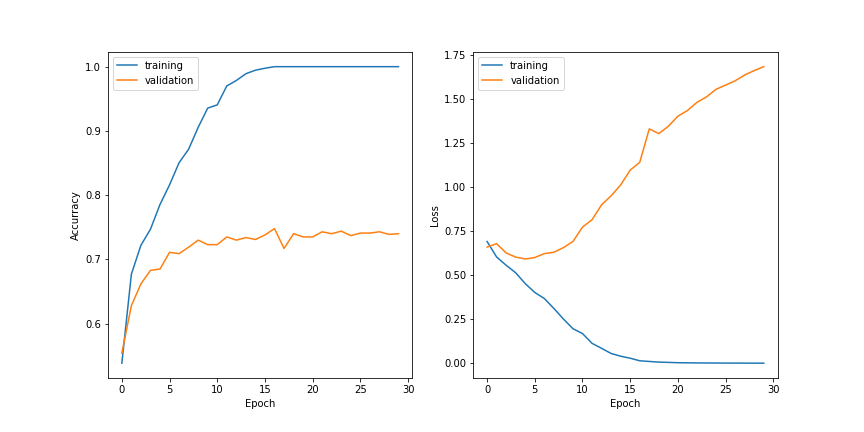 training
validation
1.0
0.9
0.8
0.7
0.6
Accurracy
0 5 10 15 20 25 30
Epoch
training
validation
1.75
1.50
1.25
1.00
0.75
0.50
0.25
0.00
Loss
0 5 10 15 20 25 30
Epoch